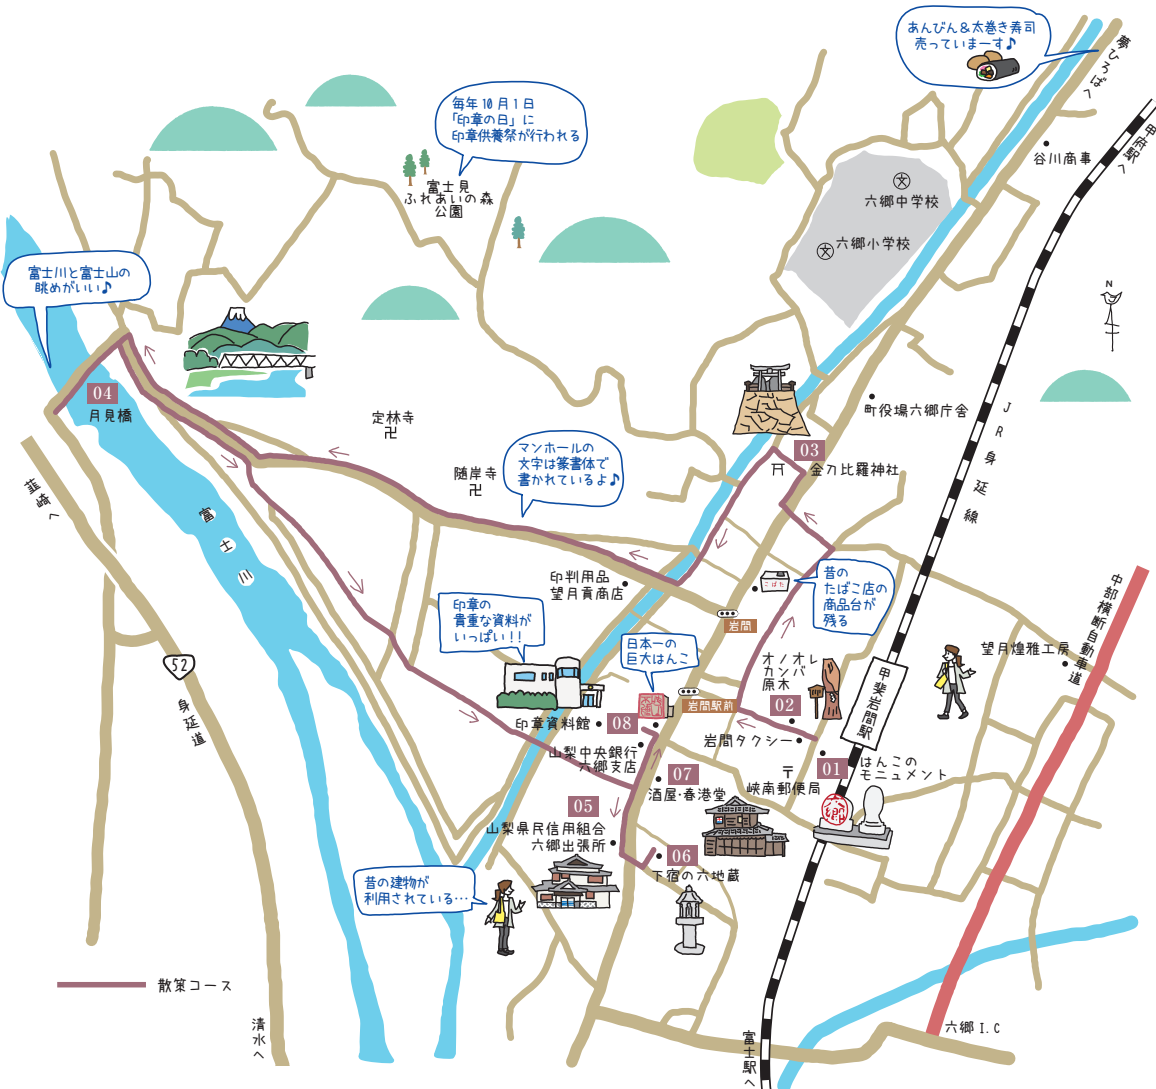 あんびん＆太巻き寿司
売っていまーす♪
夢ひろばへ
甲府駅へ
谷川商事
毎年10月1日
「印章の日」に
印章供養祭が行われる
富士見
ふれあいの森
公園
六郷中学校
文
六郷小学校
文
富士川と富士山の
眺めがいい♪
N
04
月見橋
定林寺
卍
町役場六郷庁舎
JR身延線
マンホールの
文字は篆書体で
書かれているよ♪
随岸寺
卍
03
金刀比羅神社
韮崎へ
富士川
印判用品
望月貴商店
こばた
昔の
たばこ店の
商品台が
残る
中部横断自動車道
岩間
印章の
貴重な資料が
いっぱい!!
日本一の
巨大はんこ
オノオレ
カンバ
原木
望月煌雅工房
52
身延道
甲斐岩間駅
岩間駅前
02
印章資料館
08
岩間タクシー
山梨中央銀行
六郷支店
07
〒
峡南郵便局
01
はんこの
モニュメント
酒屋・春港堂
05
山梨県民信用組合
六郷出張所
郷
06
下宿の六地蔵
昔の建物が
利用されている…
散策コース
清水へ
富士駅へ
六郷I.C